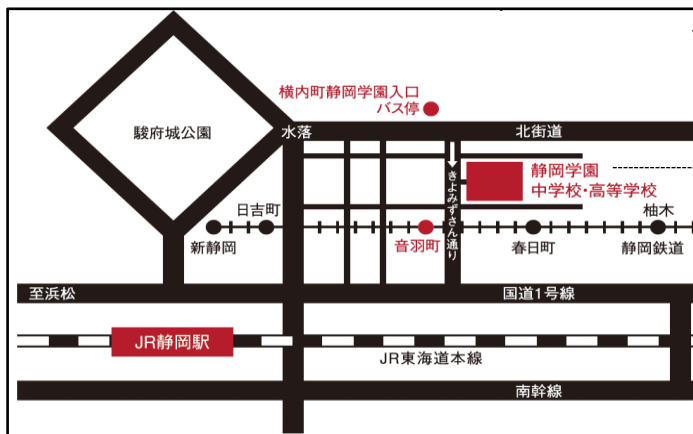 横内町静岡学園入口
バス停
駿府城公園
水落
北街道
静岡学園
中学校・高等学校
きよみずさん通り
日吉町
柚木
新静岡
音羽町
春日町
静岡鉄道
至浜松
国道1号線
JR静岡駅
JR東海道本線
南幹線